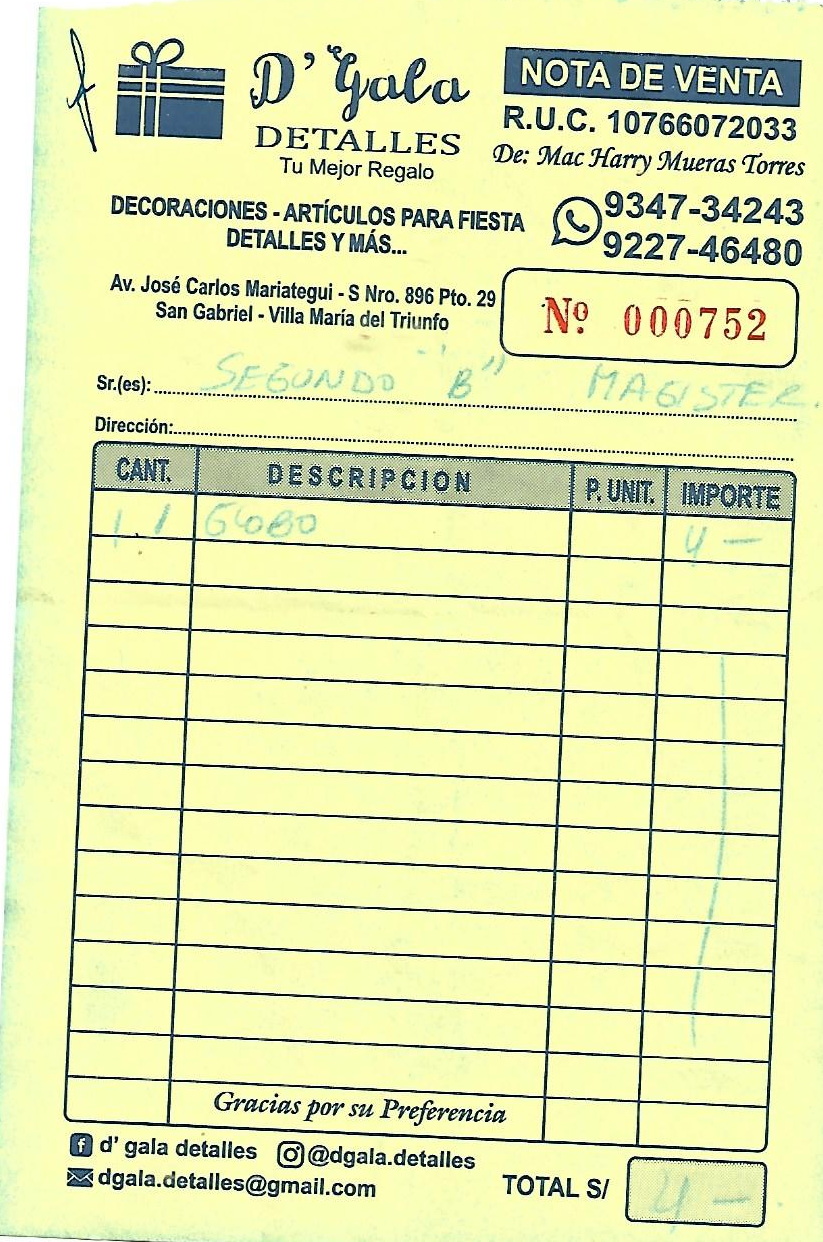 D' Gala
DETALLES
Tu Mejor Regalo
NOTA DE VENTA
R.U.C. 10766072033
De: Mac Harry Mueras Torres
DECORACIONES - ARTÍCULOS PARA FIESTA
DETALLES Y MÁS...
9347-34243
9227-46480
Av. José Carlos Mariategui - S Nro. 896 Pto. 29
San Gabriel - Villa María del Triunfo
Nº 000752
Sr.(es): SEGUNDO "B" MAGISTER.
Dirección:
CANT. DESCRIPCION P. UNIT. IMPORTE
1 GLOBO 4 —
Gracias por su Preferencia
d' gala detalles @dgala.detalles
dgala.detalles@gmail.com
TOTAL S/ 4 —